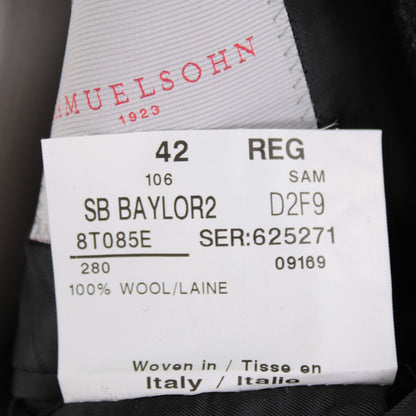 AMUELSOHN
1923
42 REG
106 SAM
SB BAYLOR2 D2F9
8T085E SER:625271
280 09169
100% WOOL/LAINE
Woven in / Tisse en
Italy / Italie